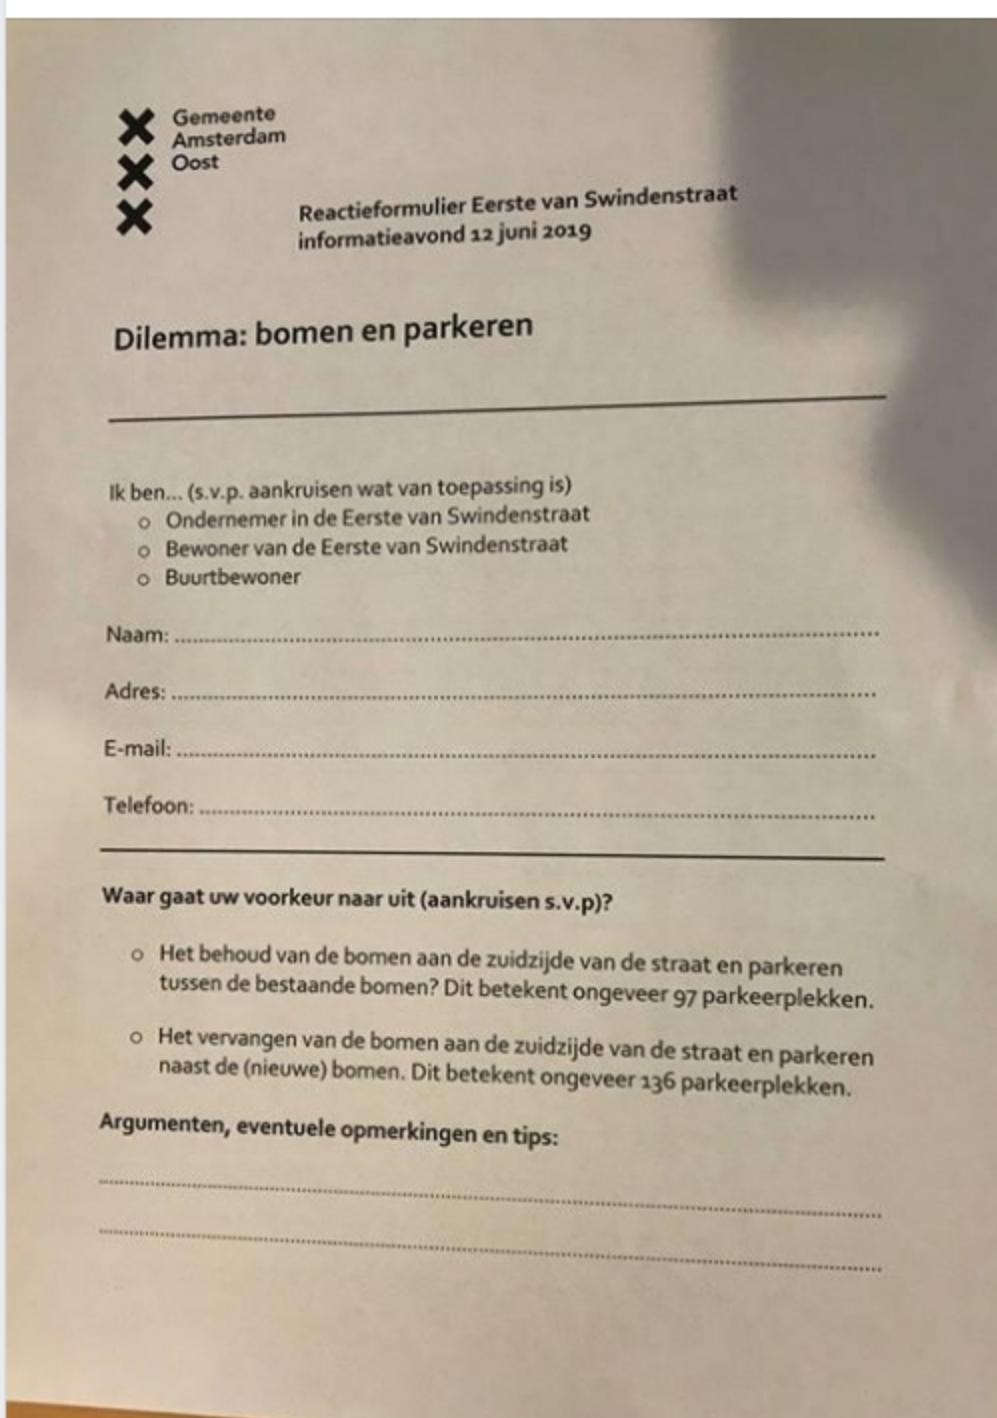 Gemeente
Amsterdam
Oost
Reactieformulier Eerste van Swindenstraat
informatieavond 12 juni 2019
Dilemma: bomen en parkeren
Ik ben... (s.v.p. aankruisen wat van toepassing is)
o Ondernemer in de Eerste van Swindenstraat
o Bewoner van de Eerste van Swindenstraat
o Buurtbewoner
Naam: ........................................
Adres: ........................................
E-mail: ........................................
Telefoon: ........................................
Waar gaat uw voorkeur naar uit (aankruisen s.v.p)?
o Het behoud van de bomen aan de zuidzijde van de straat en parkeren
tussen de bestaande bomen? Dit betekent ongeveer 97 parkeerplekken.
o Het vervangen van de bomen aan de zuidzijde van de straat en parkeren
naast de (nieuwe) bomen. Dit betekent ongeveer 136 parkeerplekken.
Argumenten, eventuele opmerkingen en tips: